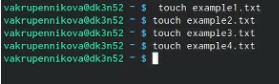 vakrupennikova@dk3n52 ~ $ touch example1.txt
vakrupennikova@dk3n52 ~ $ touch example2.txt
vakrupennikova@dk3n52 ~ $ touch example3.txt
vakrupennikova@dk3n52 ~ $ touch example4.txt
vakrupennikova@dk3n52 ~ $